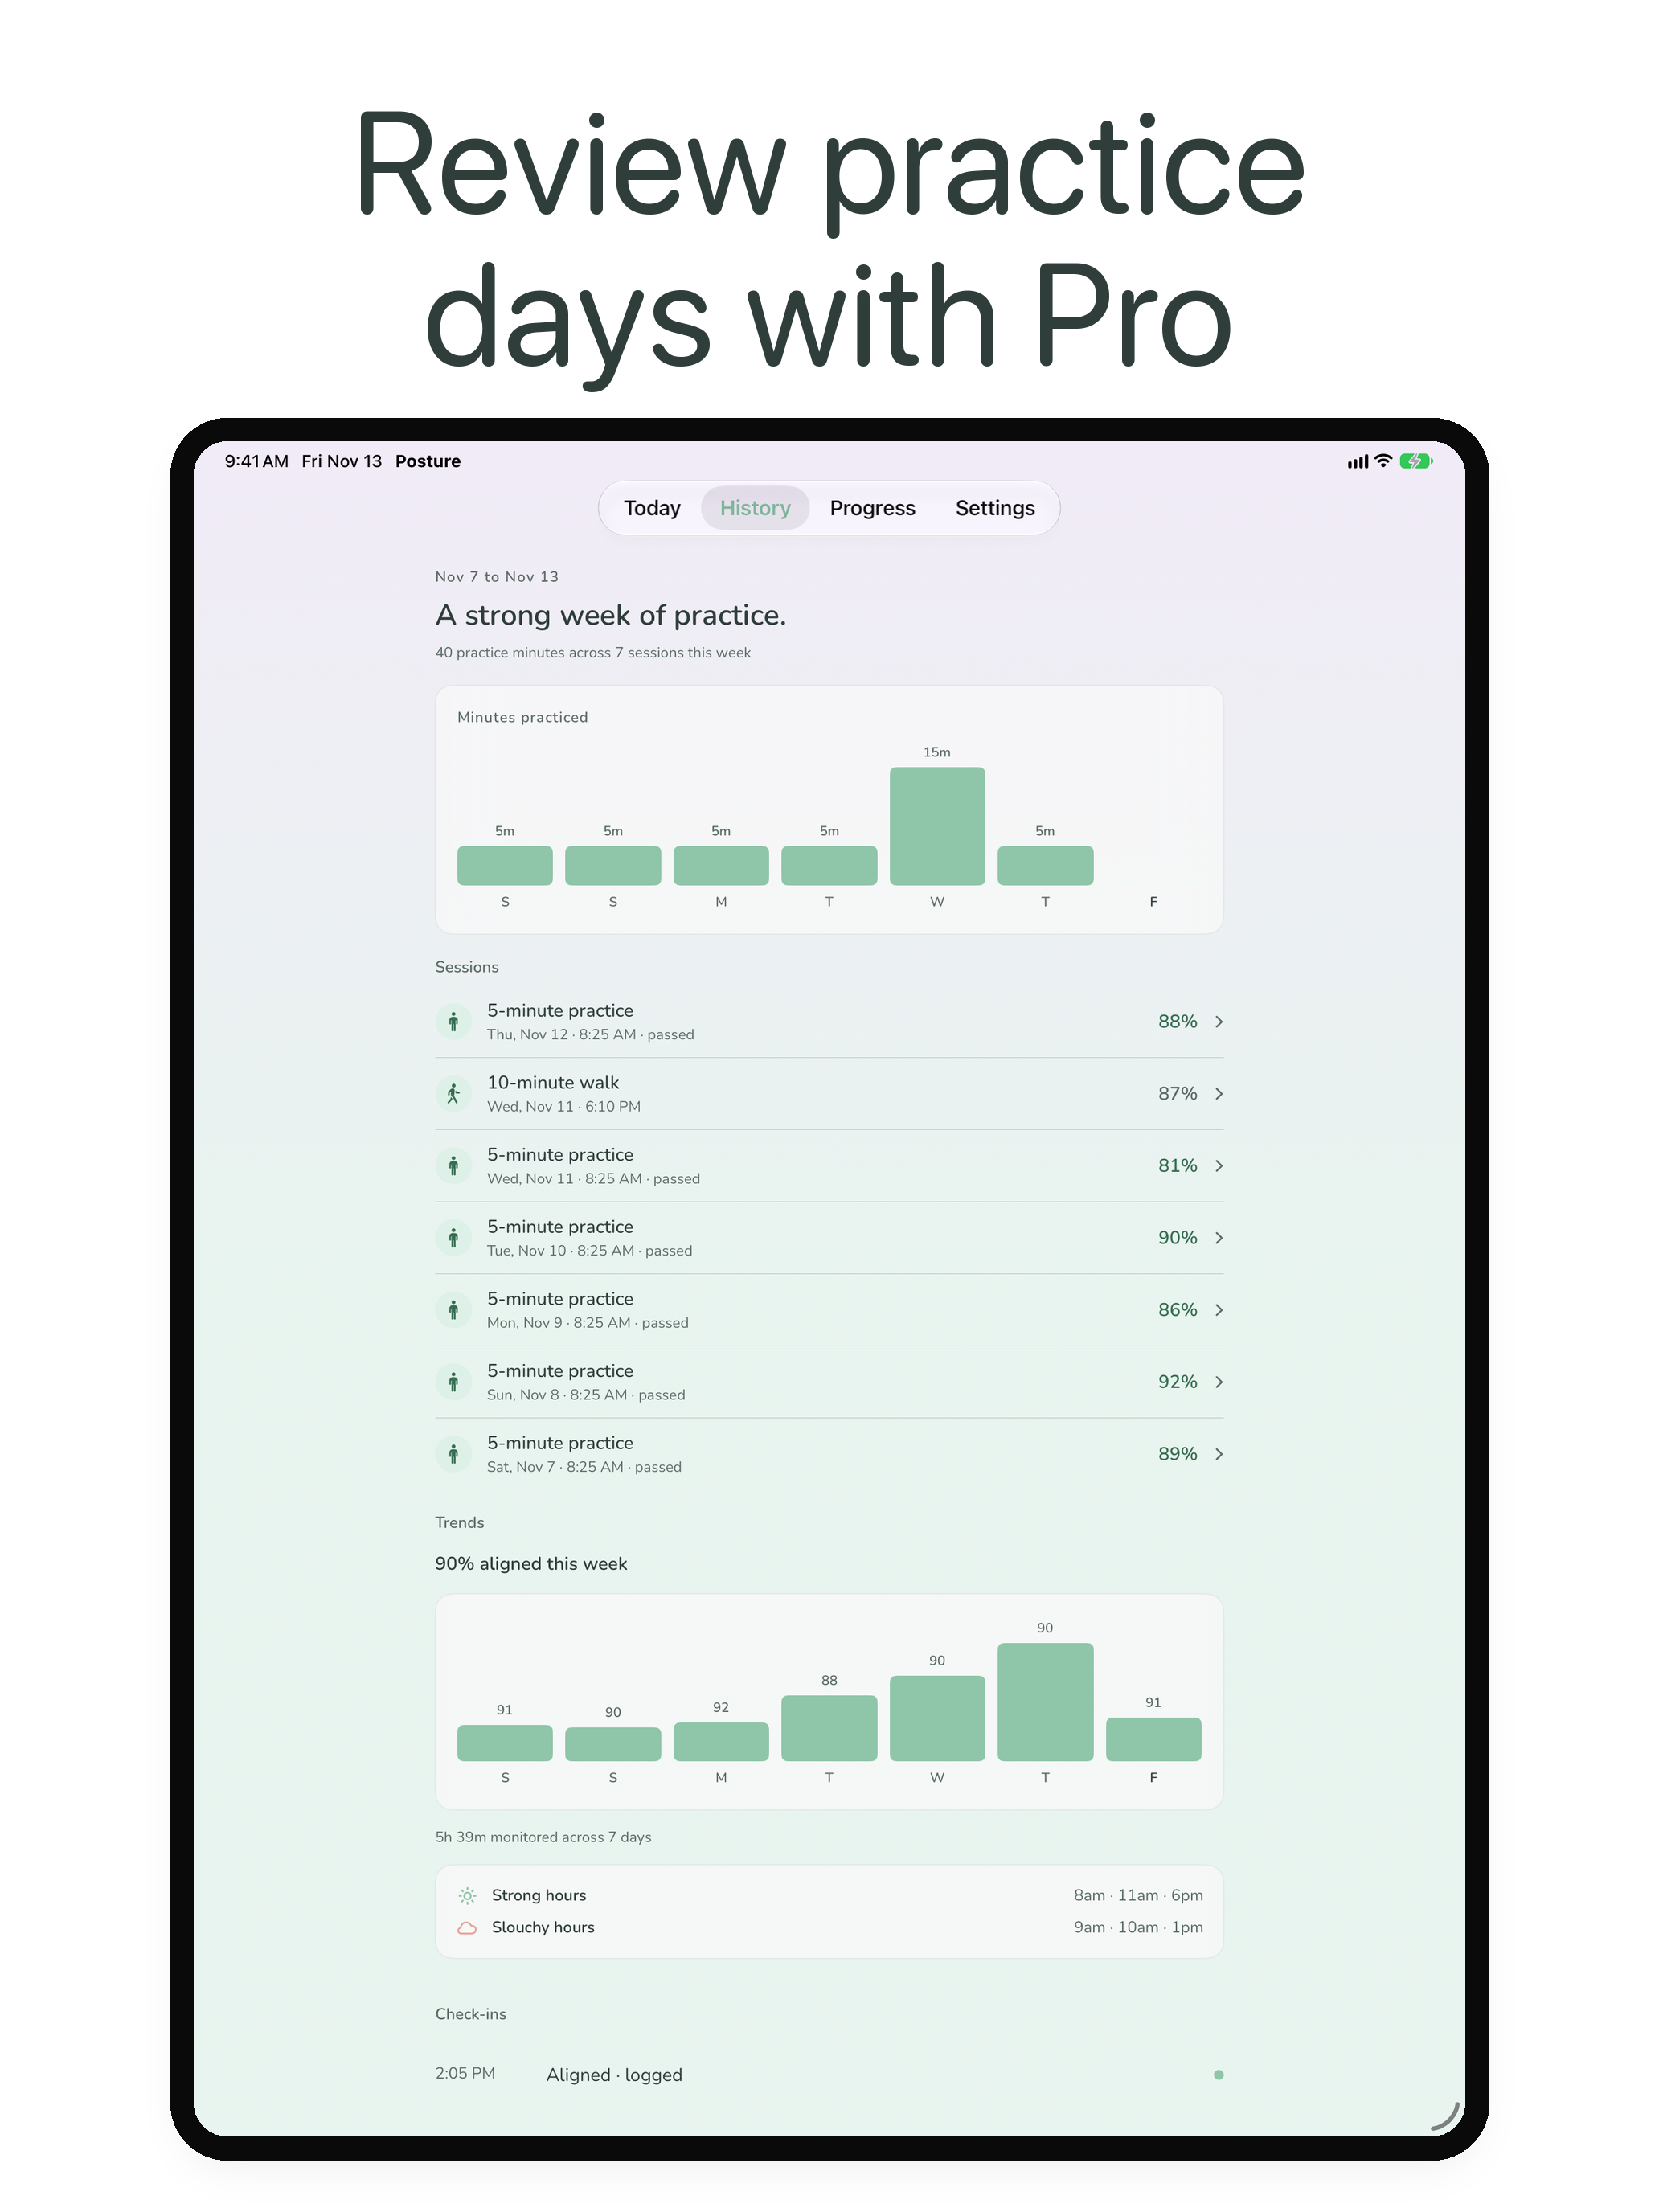 Review practice
days with Pro
9:41 AM Fri Nov 13 Posture
Today History Progress Settings
Nov 7 to Nov 13
A strong week of practice.
40 practice minutes across 7 sessions this week
Minutes practiced
5m 5m 5m 5m 15m 5m
S S M T W T F
Sessions
5-minute practice
Thu, Nov 12 · 8:25 AM · passed
88%
10-minute walk
Wed, Nov 11 · 6:10 PM
87%
5-minute practice
Wed, Nov 11 · 8:25 AM · passed
81%
5-minute practice
Tue, Nov 10 · 8:25 AM · passed
90%
5-minute practice
Mon, Nov 9 · 8:25 AM · passed
86%
5-minute practice
Sun, Nov 8 · 8:25 AM · passed
92%
5-minute practice
Sat, Nov 7 · 8:25 AM · passed
89%
Trends
90% aligned this week
91 90 92 88 90 90 91
S S M T W T F
5h 39m monitored across 7 days
Strong hours 8am · 11am · 6pm
Slouchy hours 9am · 10am · 1pm
Check-ins
2:05 PM Aligned · logged